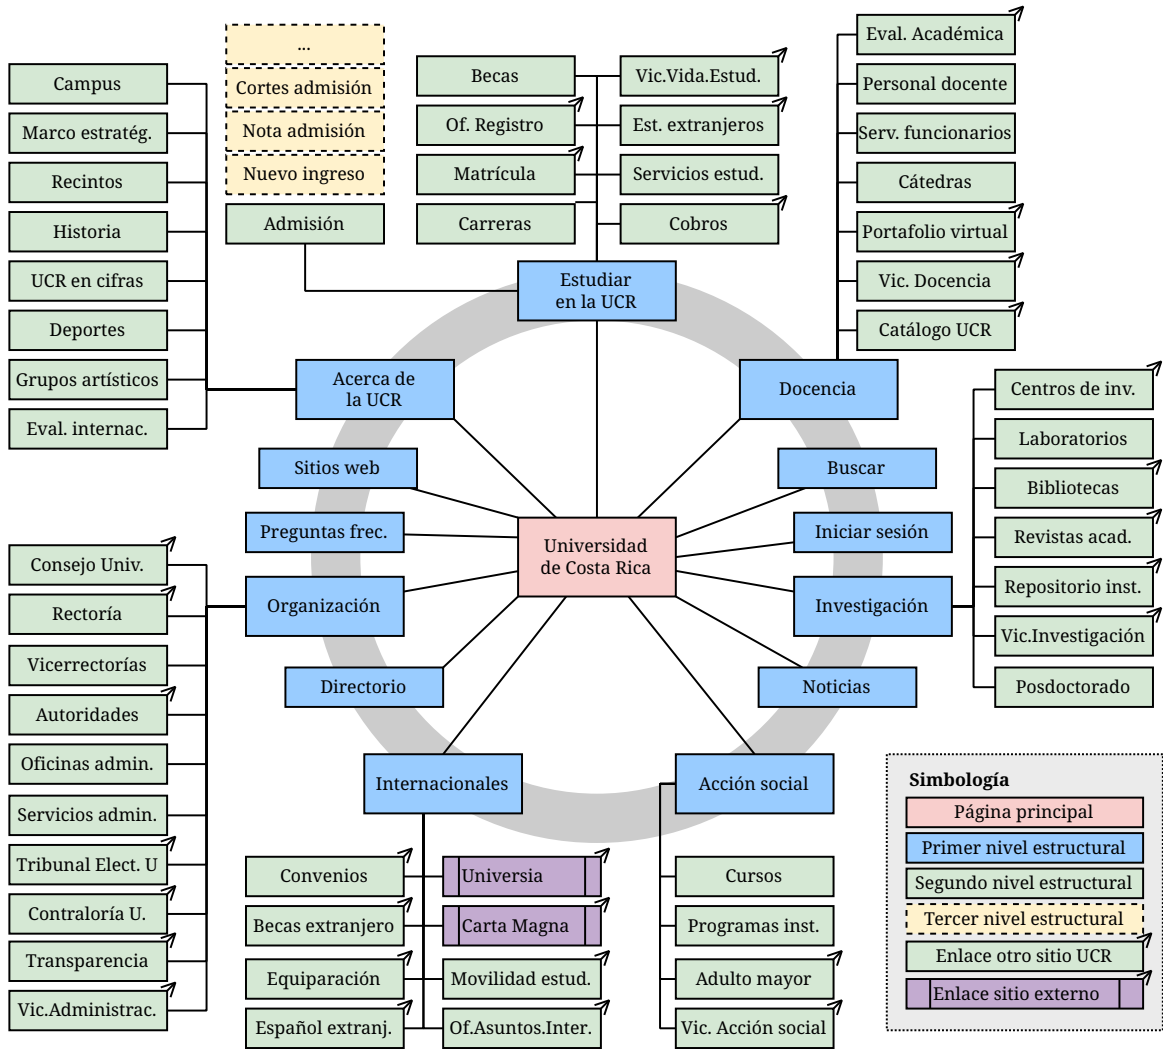 ...
Cortes admisión
Nota admisión
Nuevo ingreso
Admisión
Campus
Marco estratég.
Recintos
Historia
UCR en cifras
Deportes
Grupos artísticos
Eval. internac.
Becas
Of. Registro
Matrícula
Carreras
Vic.Vida.Estud.
Est. extranjeros
Servicios estud.
Cobros
Eval. Académica
Personal docente
Serv. funcionarios
Cátedras
Portafolio virtual
Vic. Docencia
Catálogo UCR
Estudiar
en la UCR
Acerca de
la UCR
Docencia
Sitios web
Buscar
Preguntas frec.
Iniciar sesión
Universidad
de Costa Rica
Organización
Investigación
Directorio
Noticias
Internacionales
Acción social
Centros de inv.
Laboratorios
Bibliotecas
Revistas acad.
Repositorio inst.
Vic.Investigación
Posdoctorado
Consejo Univ.
Rectoría
Vicerrectorías
Autoridades
Oficinas admin.
Servicios admin.
Tribunal Elect. U
Contraloría U.
Transparencia
Vic.Administrac.
Convenios
Becas extranjero
Equiparación
Español extranj.
Universia
Carta Magna
Movilidad estud.
Of.Asuntos.Inter.
Cursos
Programas inst.
Adulto mayor
Vic. Acción social
Simbología
Página principal
Primer nivel estructural
Segundo nivel estructural
Tercer nivel estructural
Enlace otro sitio UCR
Enlace sitio externo